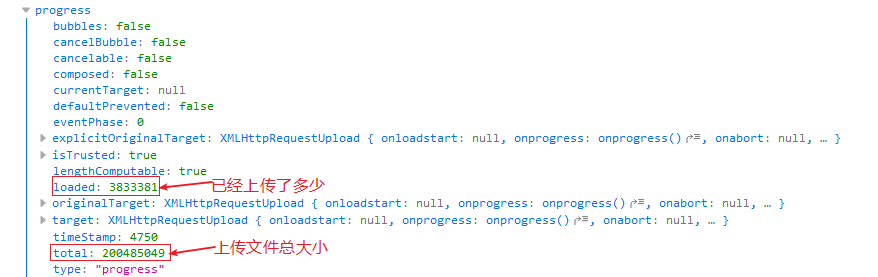 progress
bubbles: false
cancelBubble: false
cancelable: false
composed: false
currentTarget: null
defaultPrevented: false
eventPhase: 0
explicitOriginalTarget: XMLHttpRequestUpload { onloadstart: null, onprogress: onprogress(), onabort: null, … }
isTrusted: true
lengthComputable: true
loaded: 3833381 已经上传了多少
originalTarget: XMLHttpRequestUpload { onloadstart: null, onprogress: onprogress(), onabort: null, … }
target: XMLHttpRequestUpload { onloadstart: null, onprogress: onprogress(), onabort: null, … }
timeStamp: 4750
total: 200485049 上传文件总大小
type: "progress"